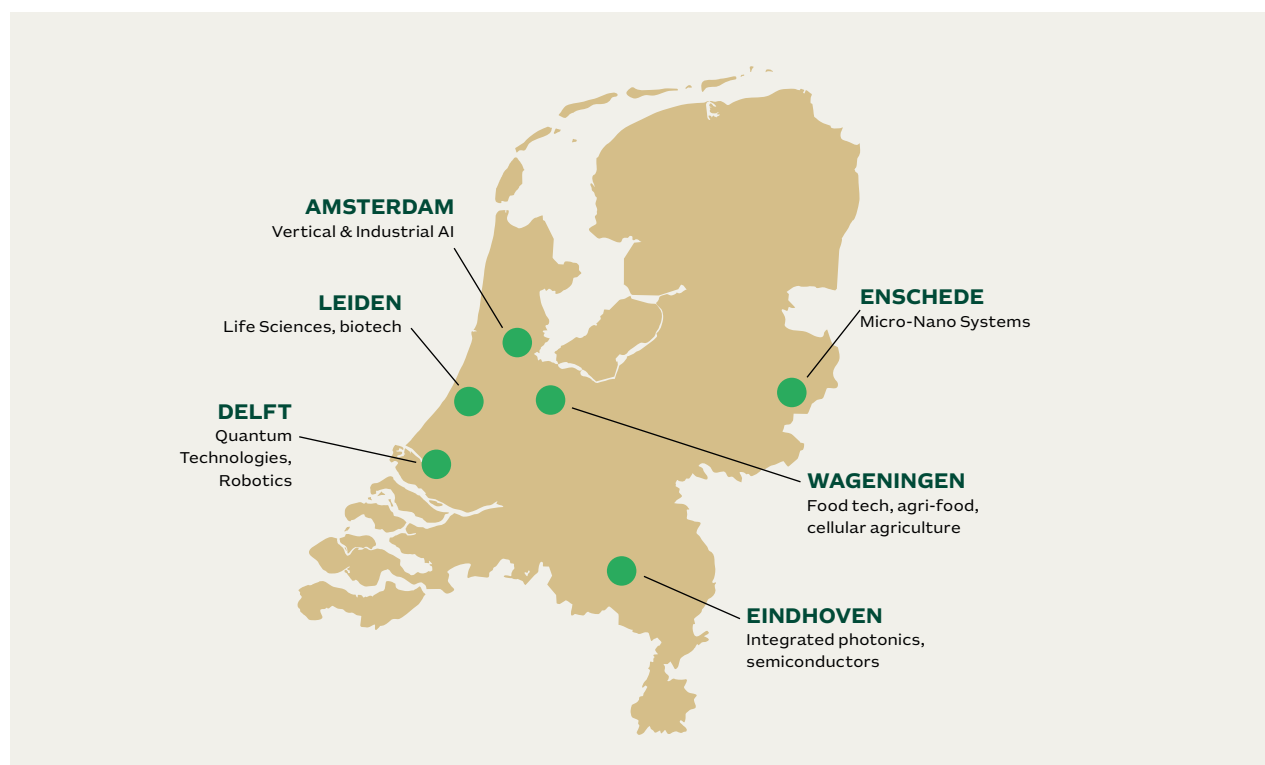 AMSTERDAM
Vertical & Industrial AI
LEIDEN
Life Sciences, biotech
DELFT
Quantum
Technologies,
Robotics
ENSCHEDE
Micro-Nano Systems
WAGENINGEN
Food tech, agri-food,
cellular agriculture
EINDHOVEN
Integrated photonics,
semiconductors